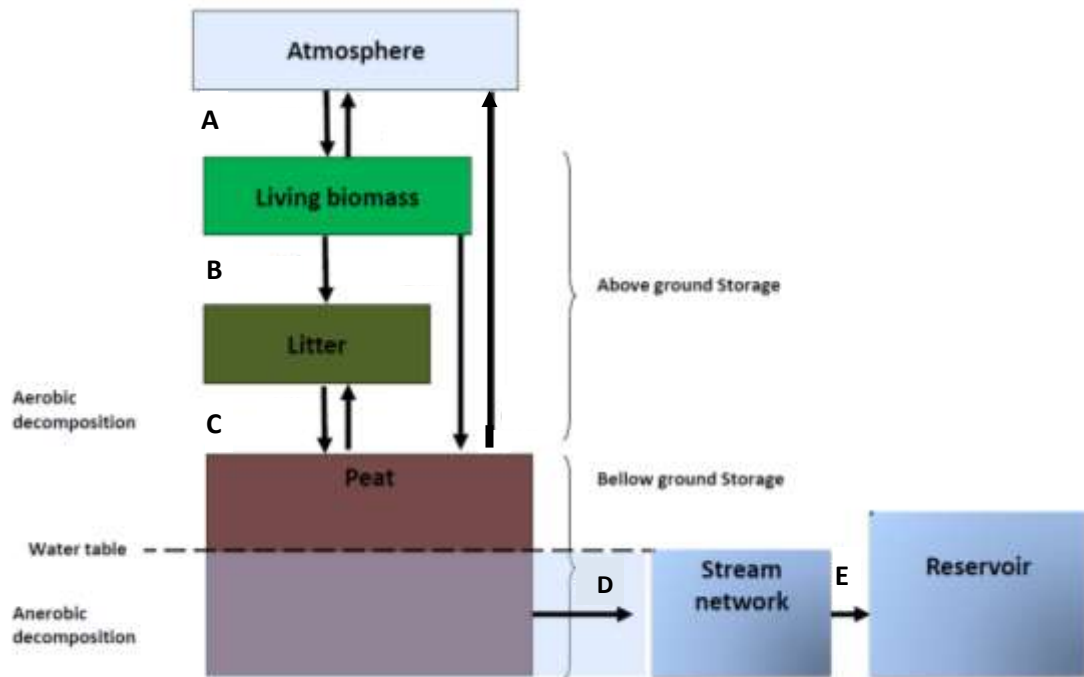 Atmosphere
A
Living biomass
B
Above ground Storage
Litter
Aerobic
decomposition
C
Peat
Bellow ground Storage
Water table
D
Stream
network
E
Reservoir
Anerobic
decomposition